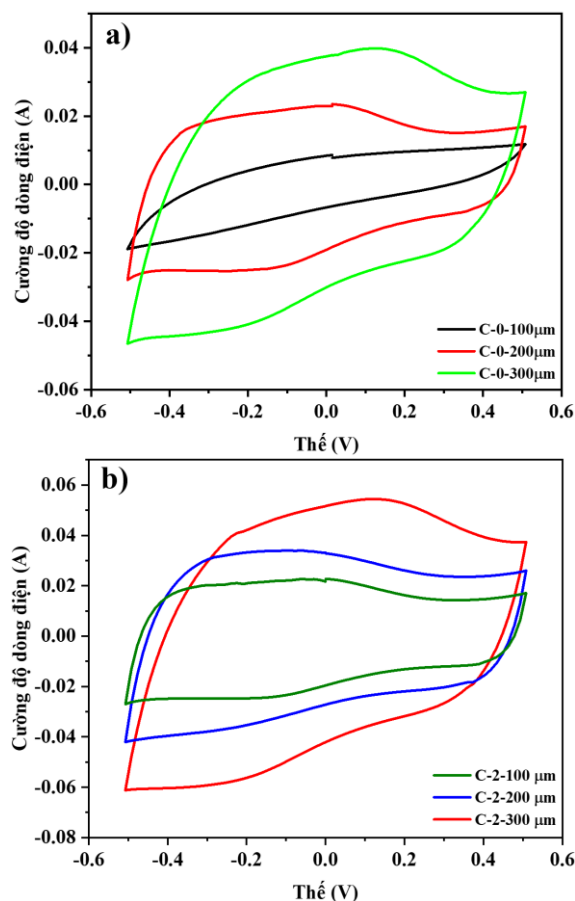 a)
Cường độ dòng điện (A)
0.04
0.02
0.00
-0.02
-0.04
-0.06
C-0-100μm
C-0-200μm
C-0-300μm
-0.6 -0.4 -0.2 0.0 0.2 0.4 0.6
Thế (V)
b)
Cường độ dòng điện (A)
0.06
0.04
0.02
0.00
-0.02
-0.04
-0.06
-0.08
C-2-100 μm
C-2-200 μm
C-2-300 μm
-0.6 -0.4 -0.2 0.0 0.2 0.4 0.6
Thế (V)